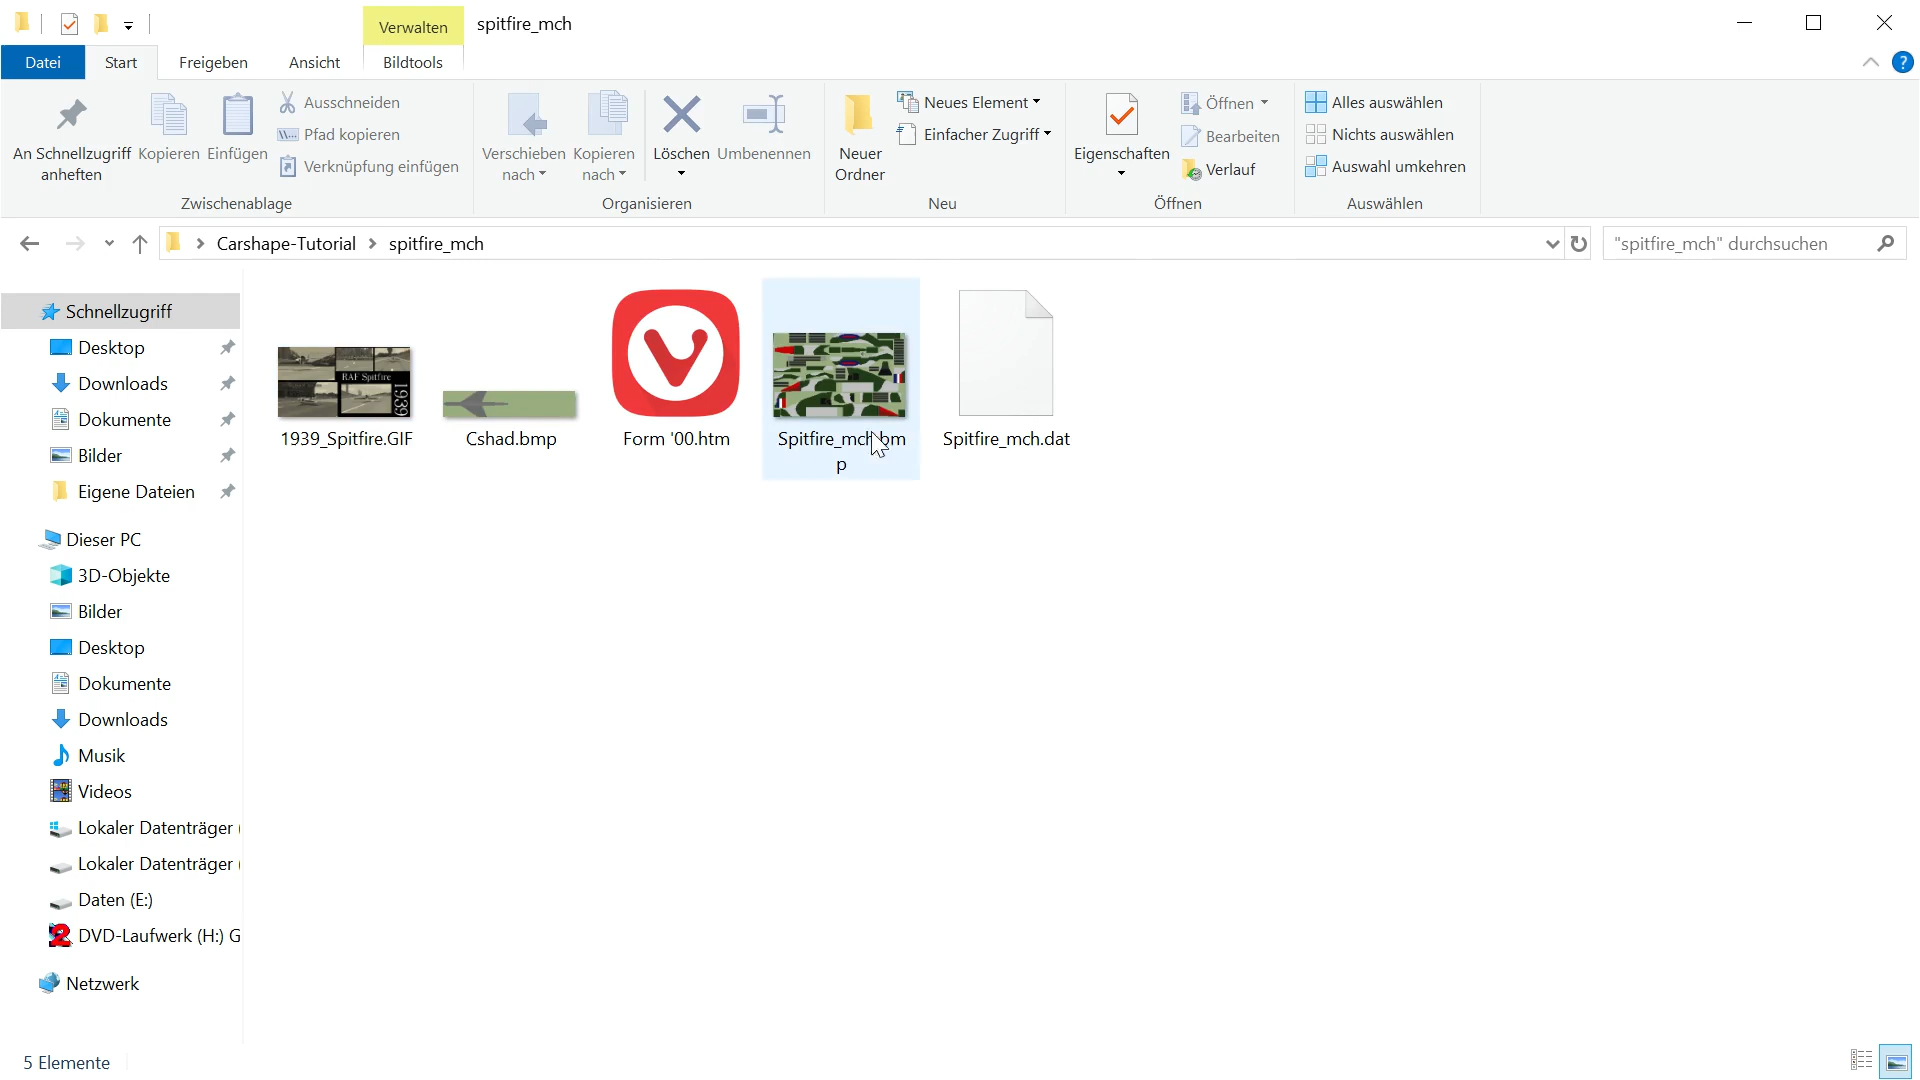 Verwalten
spitfire_mch
Datei
Start
Freigeben
Ansicht
Bildtools
An Schnellzugriff
anheften
Kopieren
Einfügen
Ausschneiden
Pfad kopieren
Verknüpfung einfügen
Zwischenablage
Verschieben
nach
Kopieren
nach
Löschen
Umbenennen
Organisieren
Neuer
Ordner
Neues Element
Einfacher Zugriff
Neu
Eigenschaften
Öffnen
Bearbeiten
Verlauf
Öffnen
Alles auswählen
Nichts auswählen
Auswahl umkehren
Auswählen
Carshape-Tutorial
spitfire_mch
"spitfire_mch" durchsuchen
Schnellzugriff
Desktop
Downloads
Dokumente
Bilder
Eigene Dateien
Dieser PC
3D-Objekte
Bilder
Desktop
Dokumente
Downloads
Musik
Videos
Lokaler Datenträger (
Lokaler Datenträger (
Daten (E:)
DVD-Laufwerk (H:) G
Netzwerk
RAF Spitfire
1939
1939_Spitfire.GIF
Cshad.bmp
Form '00.htm
Spitfire_mch.bm
p
Spitfire_mch.dat
5 Elemente